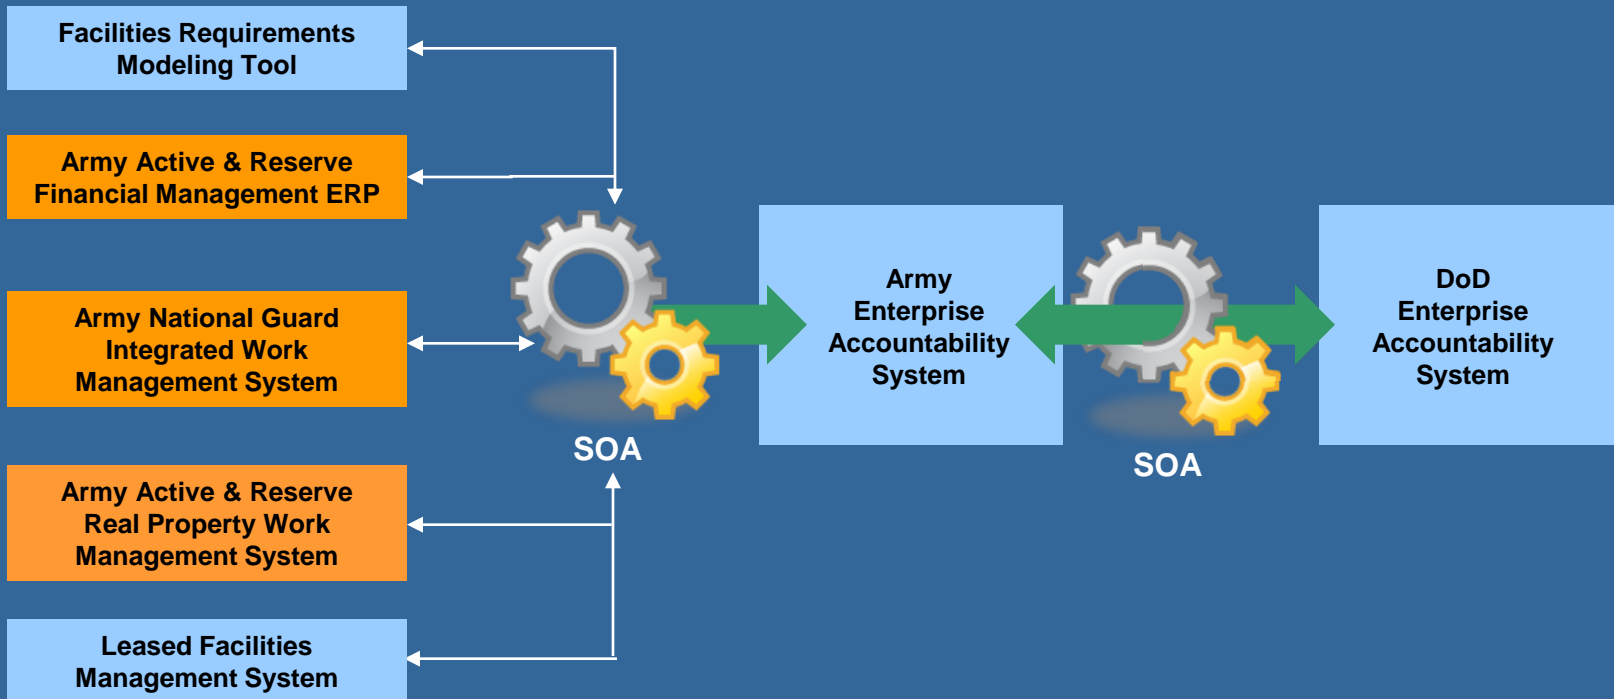 Facilities Requirements
Modeling Tool
Army Active & Reserve
Financial Management ERP
Army National Guard
Integrated Work
Management System
Army Active & Reserve
Real Property Work
Management System
Leased Facilities
Management System
SOA
Army
Enterprise
Accountability
System
SOA
DoD
Enterprise
Accountability
System